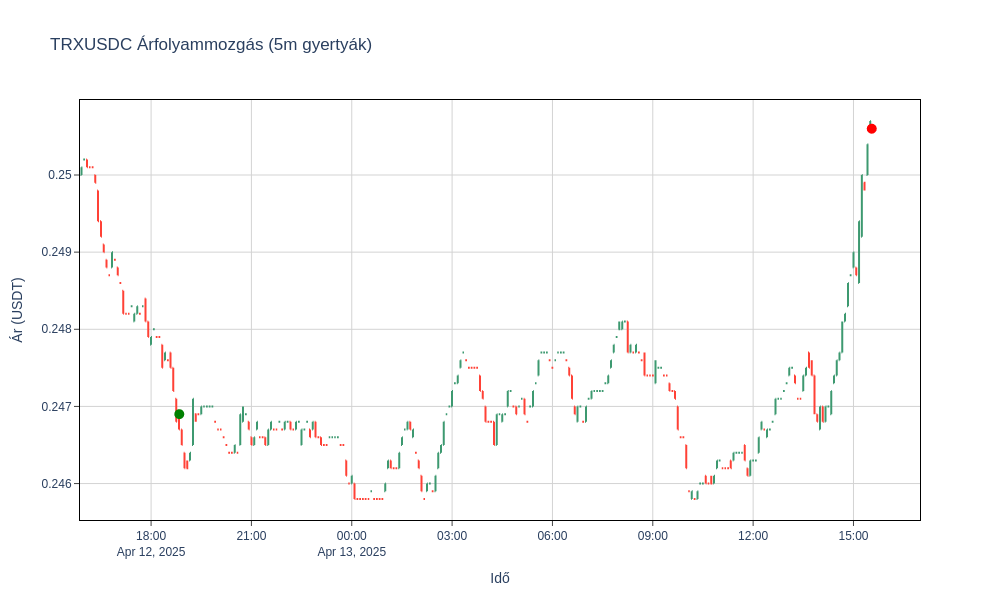 TRXUSDC Árfolyammozgás (5m gyertyák)
0.25
0.249
0.248
0.247
0.246
Ár (USDT)
18:00 21:00 00:00 03:00 06:00 09:00 12:00 15:00
Apr 12, 2025 Apr 13, 2025
Idő